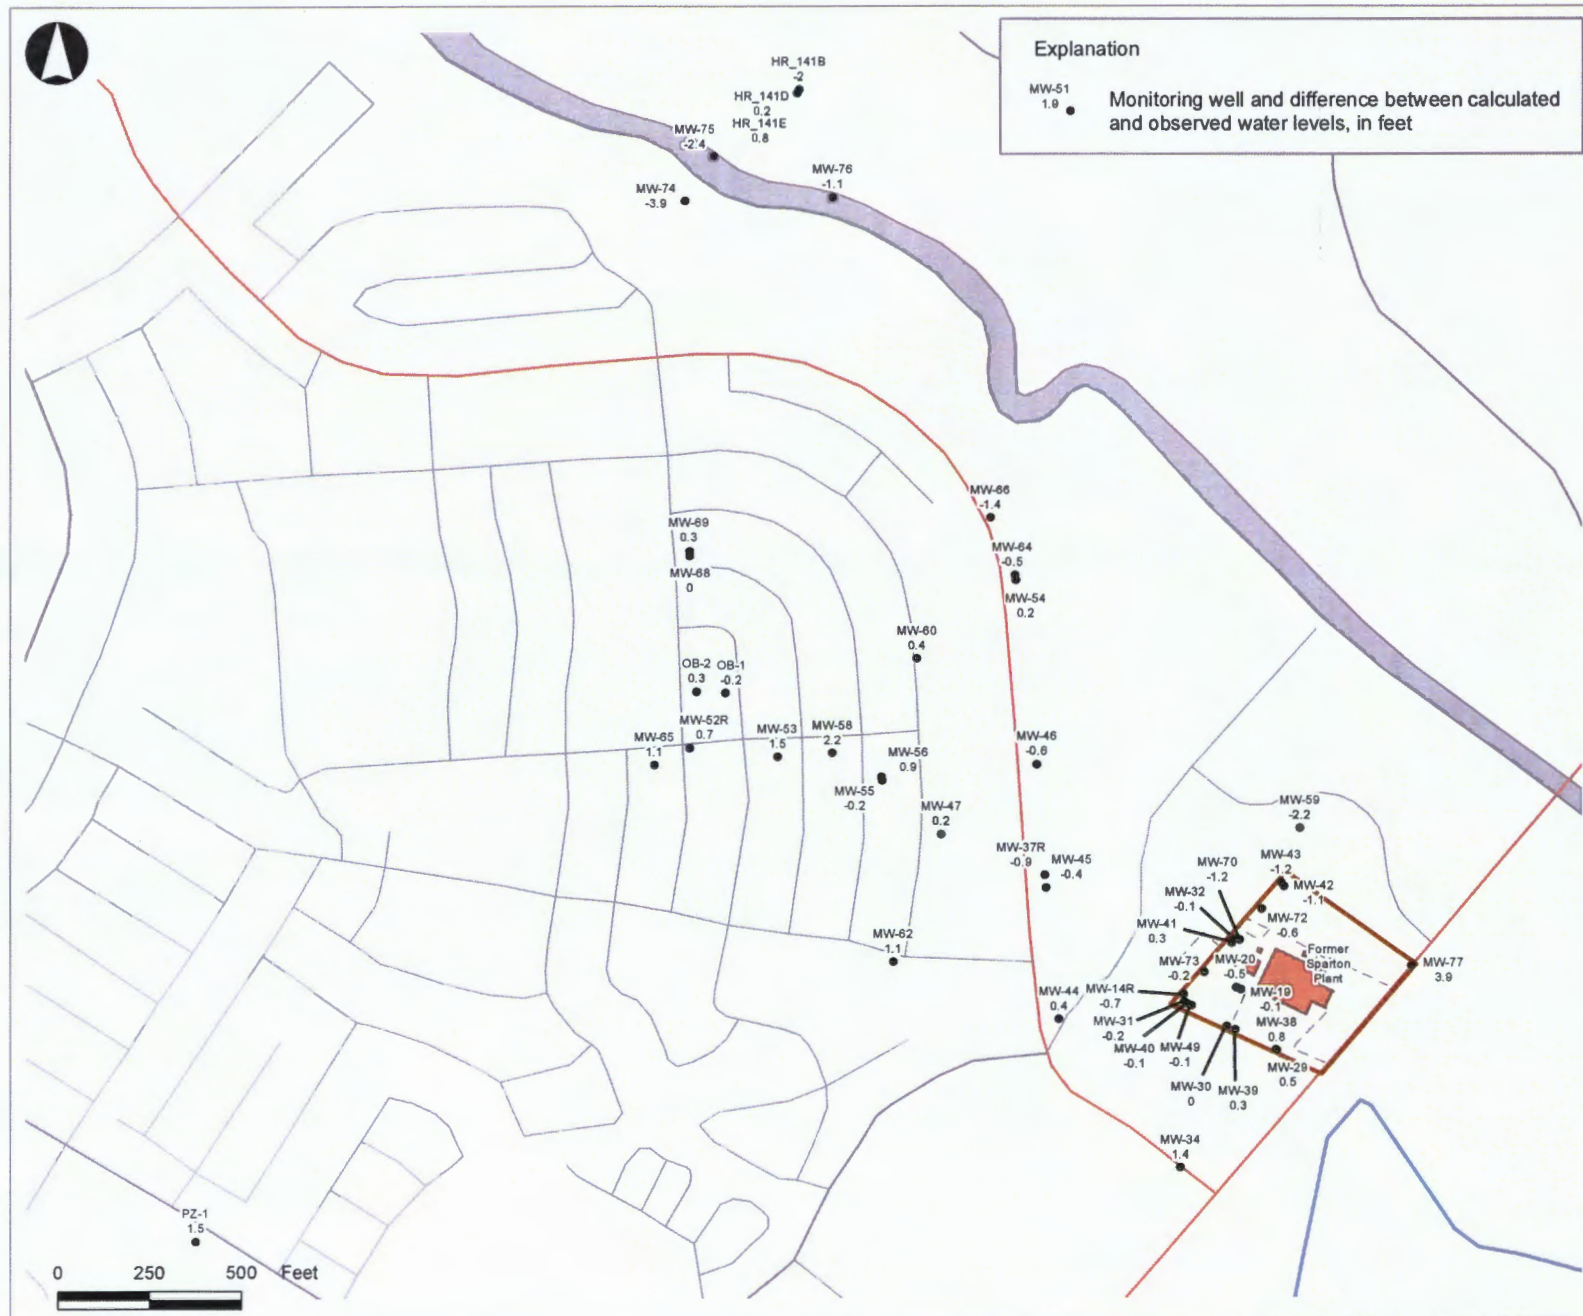 Explanation
MW-51
1.9
Monitoring well and difference between calculated
and observed water levels, in feet
HR_141B
-2
HR_141D
0.2
HR_141E
0.8
MW-75
-2.4
MW-76
-1.1
MW-74
-3.9
MW-66
-1.4
MW-69
0.3
MW-64
-0.5
MW-68
0
MW-54
0.2
MW-60
0.4
OB-2
0.3
OB-1
-0.2
MW-52R
0.7
MW-53
1.5
MW-58
2.2
MW-65
1.1
MW-56
0.9
MW-46
-0.6
MW-55
-0.2
MW-47
0.2
MW-59
-2.2
MW-37R
-0.9
MW-45
-0.4
MW-70
-1.2
MW-43
-1.2
MW-42
-1.1
MW-32
-0.1
MW-41
0.3
MW-72
-0.6
MW-62
1.1
Former
Sparton
Plant
MW-77
3.9
MW-73
-0.2
MW-20
-0.5
MW-19
-0.1
MW-14R
-0.7
MW-44
0.4
MW-31
-0.2
MW-38
0.8
MW-40
-0.1
MW-49
-0.1
MW-29
0.5
MW-30
0
MW-39
0.3
MW-34
1.4
PZ-1
1.5
0 250 500 Feet